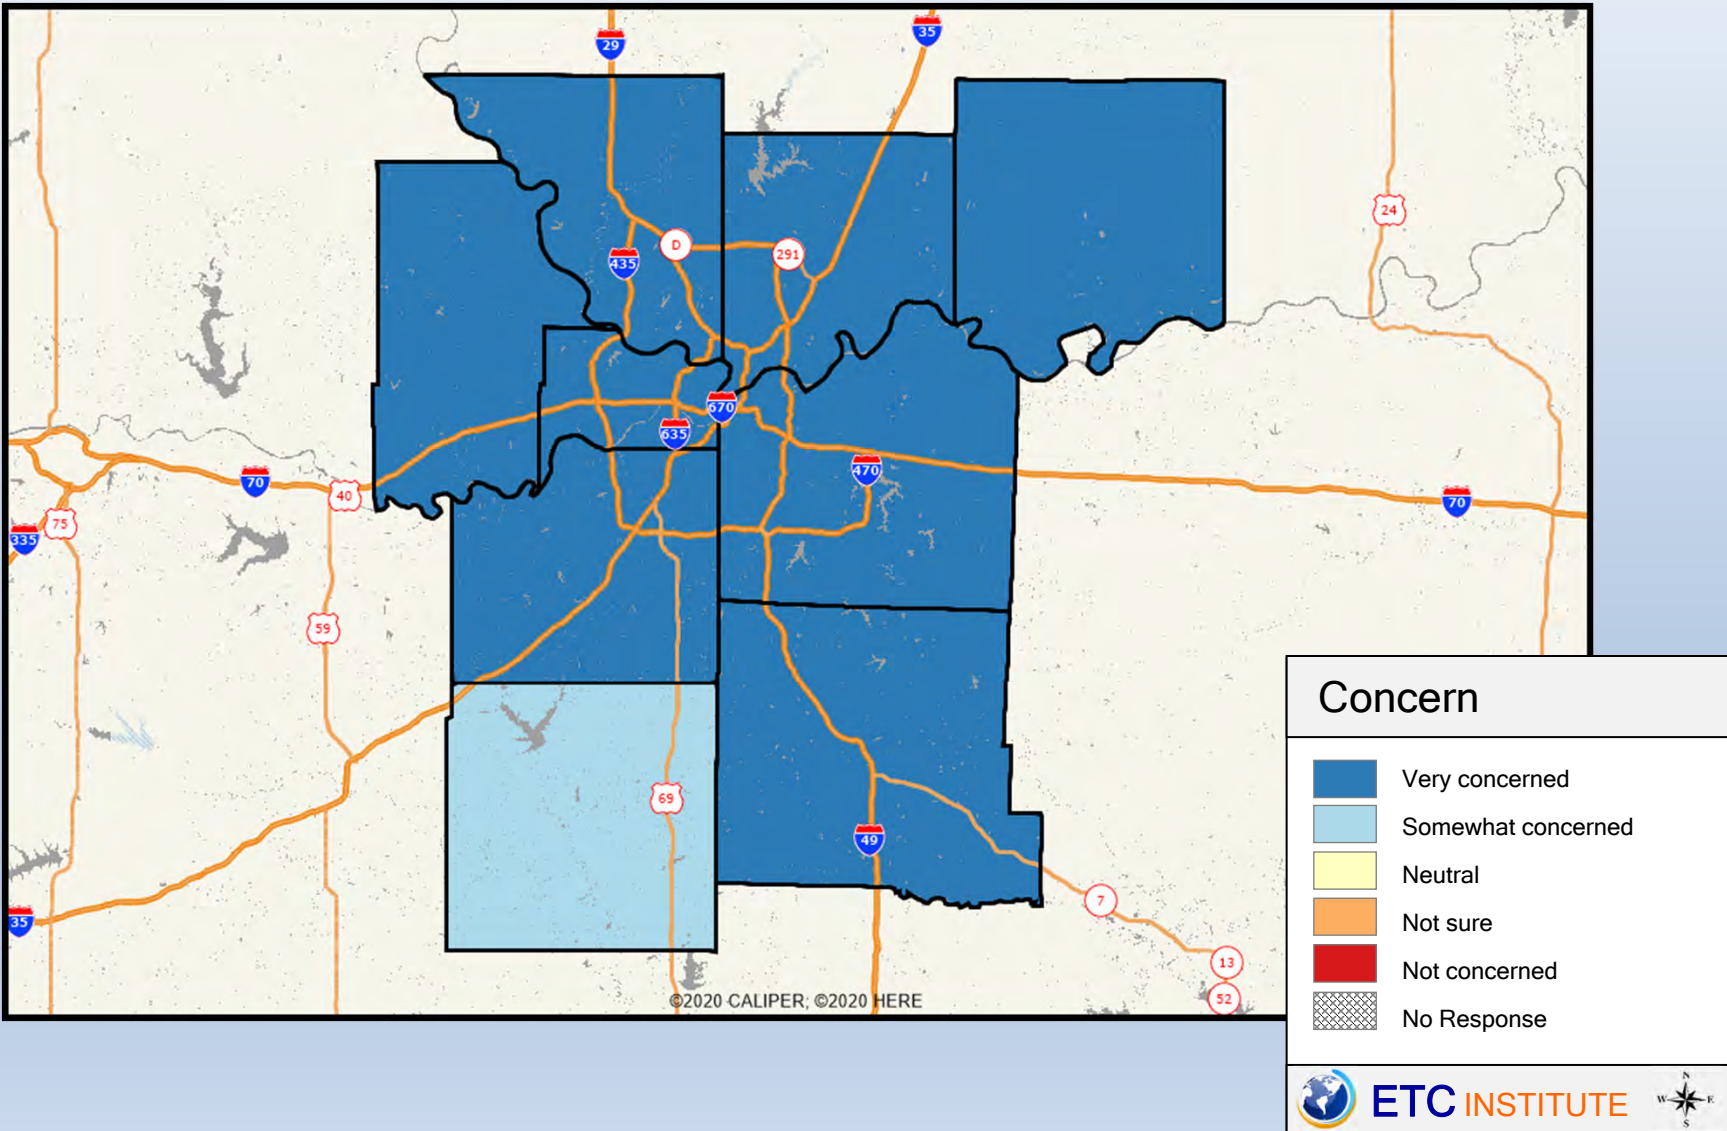 29
35
24
D
291
435
670
635
470
70
40
75
335
70
59
69
49
35
7
13
52
©2020 CALIPER; ©2020 HERE
Concern
Very concerned
Somewhat concerned
Neutral
Not sure
Not concerned
No Response
ETC INSTITUTE
N
W E
S